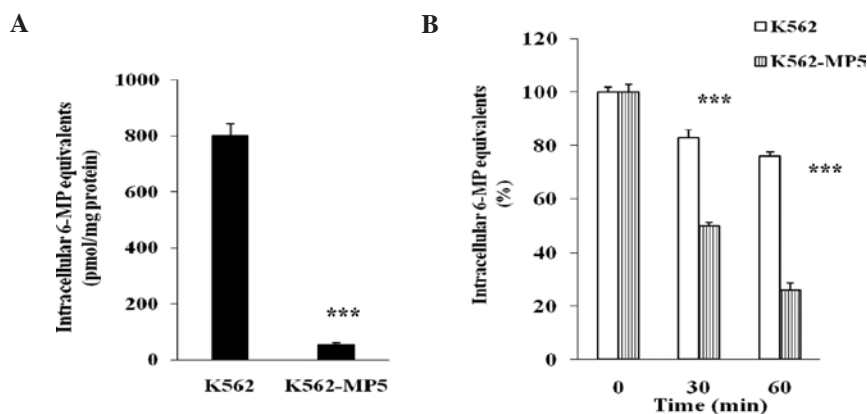 A
Intracellular 6-MP equivalents
(pmol/mg protein)
1000
800
600
400
200
0
***
K562
K562-MP5
B
K562
K562-MP5
Intracellular 6-MP equivalents
(%)
120
100
80
60
40
20
0
***
***
0
30
60
Time (min)